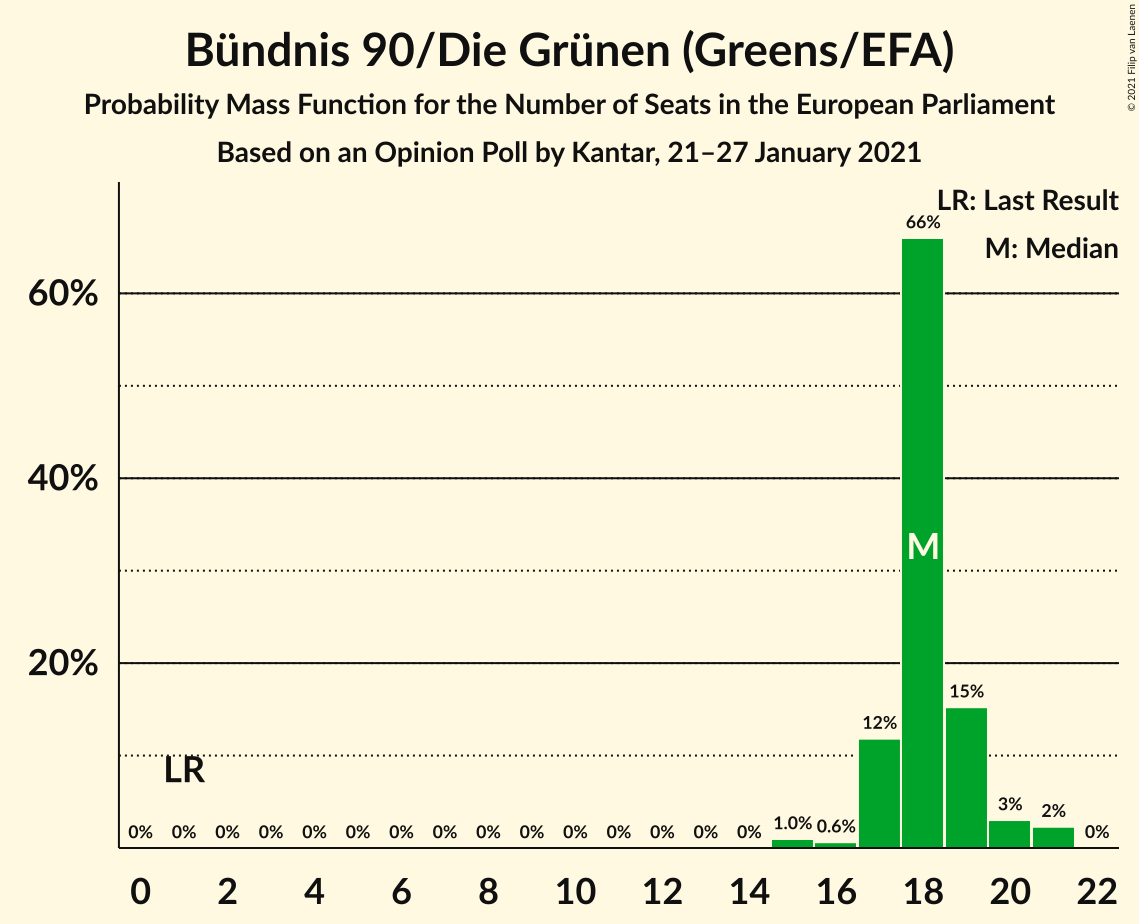 Bündnis 90/Die Grünen (Greens/EFA)
Probability Mass Function for the Number of Seats in the European Parliament
Based on an Opinion Poll by Kantar, 21–27 January 2021
© 2021 Filip van Laenen
LR: Last Result
M: Median
66%
60%
40%
M
20%
15%
12%
LR
0% 0% 0% 0% 0% 0% 0% 0% 0% 0% 0% 0% 0% 0% 0% 1.0% 0.6% 3% 2% 0%
0 2 4 6 8 10 12 14 16 18 20 22